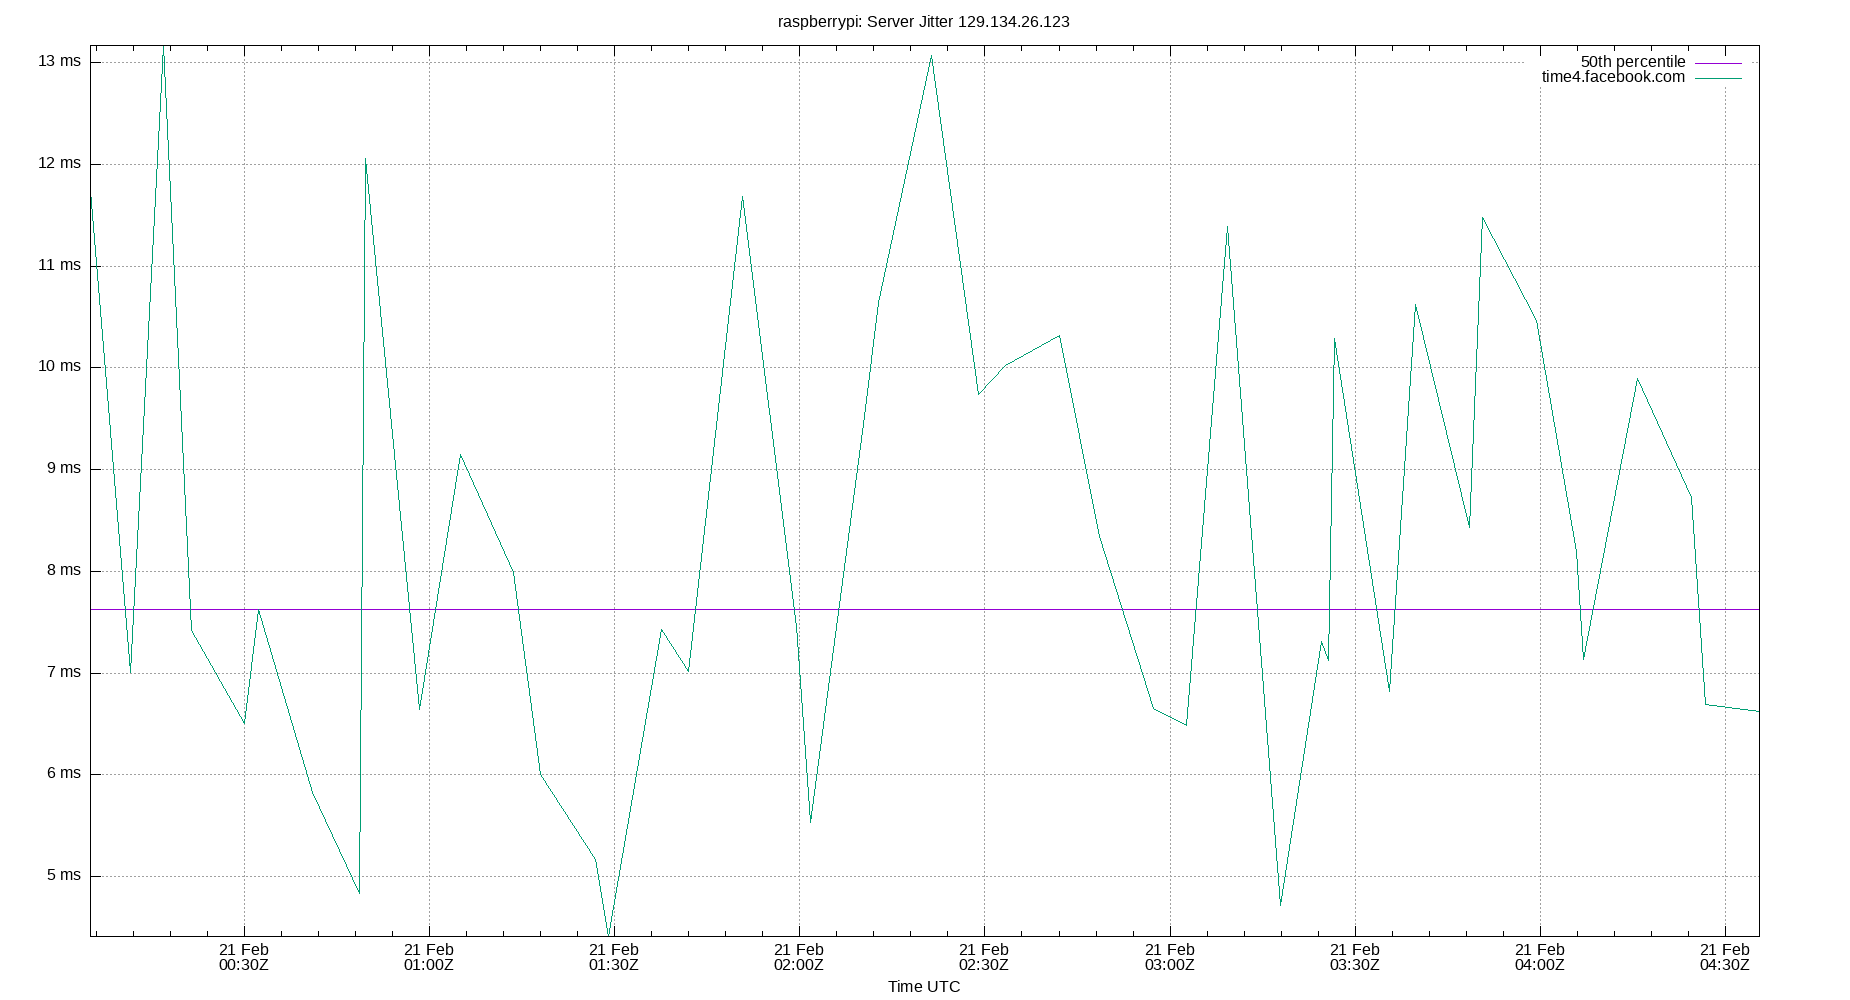 raspberrypi: Server Jitter 129.134.26.123
13 ms
12 ms
11 ms
10 ms
9 ms
8 ms
7 ms
6 ms
5 ms
50th percentile
time4.facebook.com
21 Feb
00:30Z
21 Feb
01:00Z
21 Feb
01:30Z
21 Feb
02:00Z
21 Feb
02:30Z
21 Feb
03:00Z
21 Feb
03:30Z
21 Feb
04:00Z
21 Feb
04:30Z
Time UTC